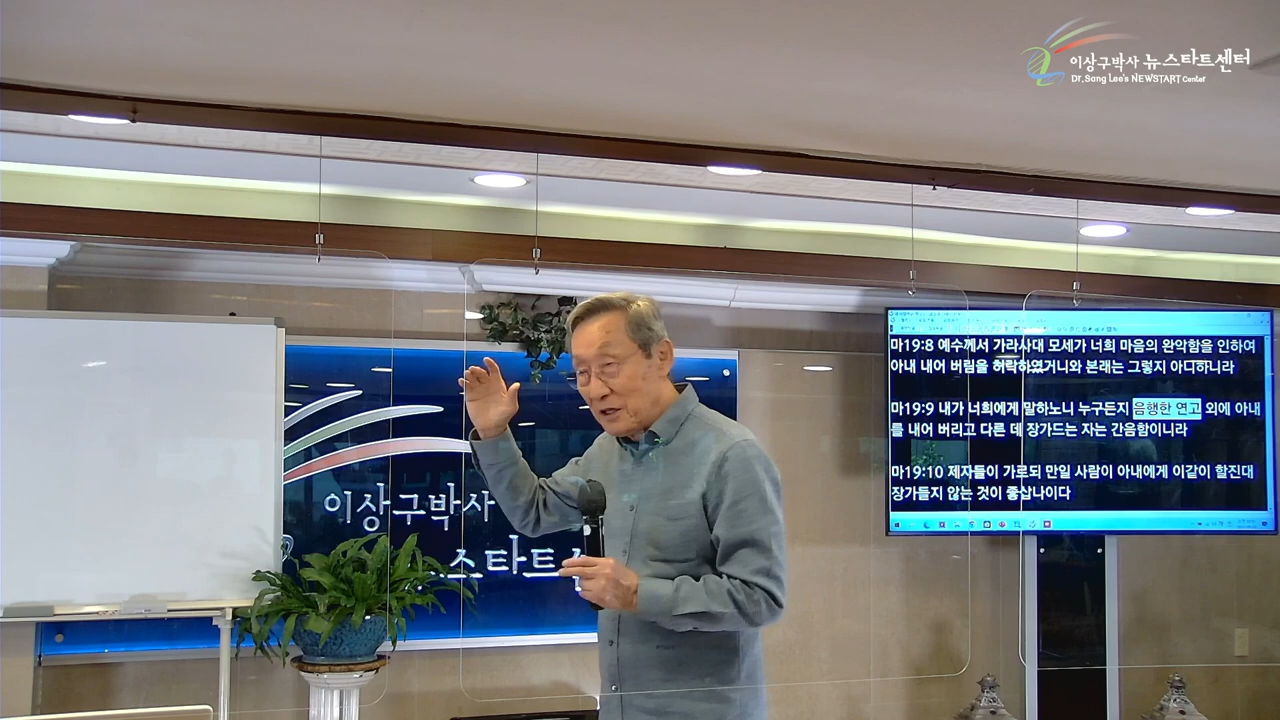 이상구박사 뉴스타트센터
Dr. Sang Lee's NEWSTART Center
이상구박사
스타트
마19:8 예수께서 가라사대 모세가 너희 마음의 완악함을 인하여
아내 내어 버림을 허락하였거니와 본래는 그렇지 아디하니라
마19:9 내가 너희에게 말하노니 누구든지 음행한 연고 외에 아내
를 내어 버리고 다른 데 장가드는 자는 간음함이니라
마19:10 제자들이 가로되 만일 사람이 아내에게 이같이 할진대
장가들지 않는 것이 좋삽나이다